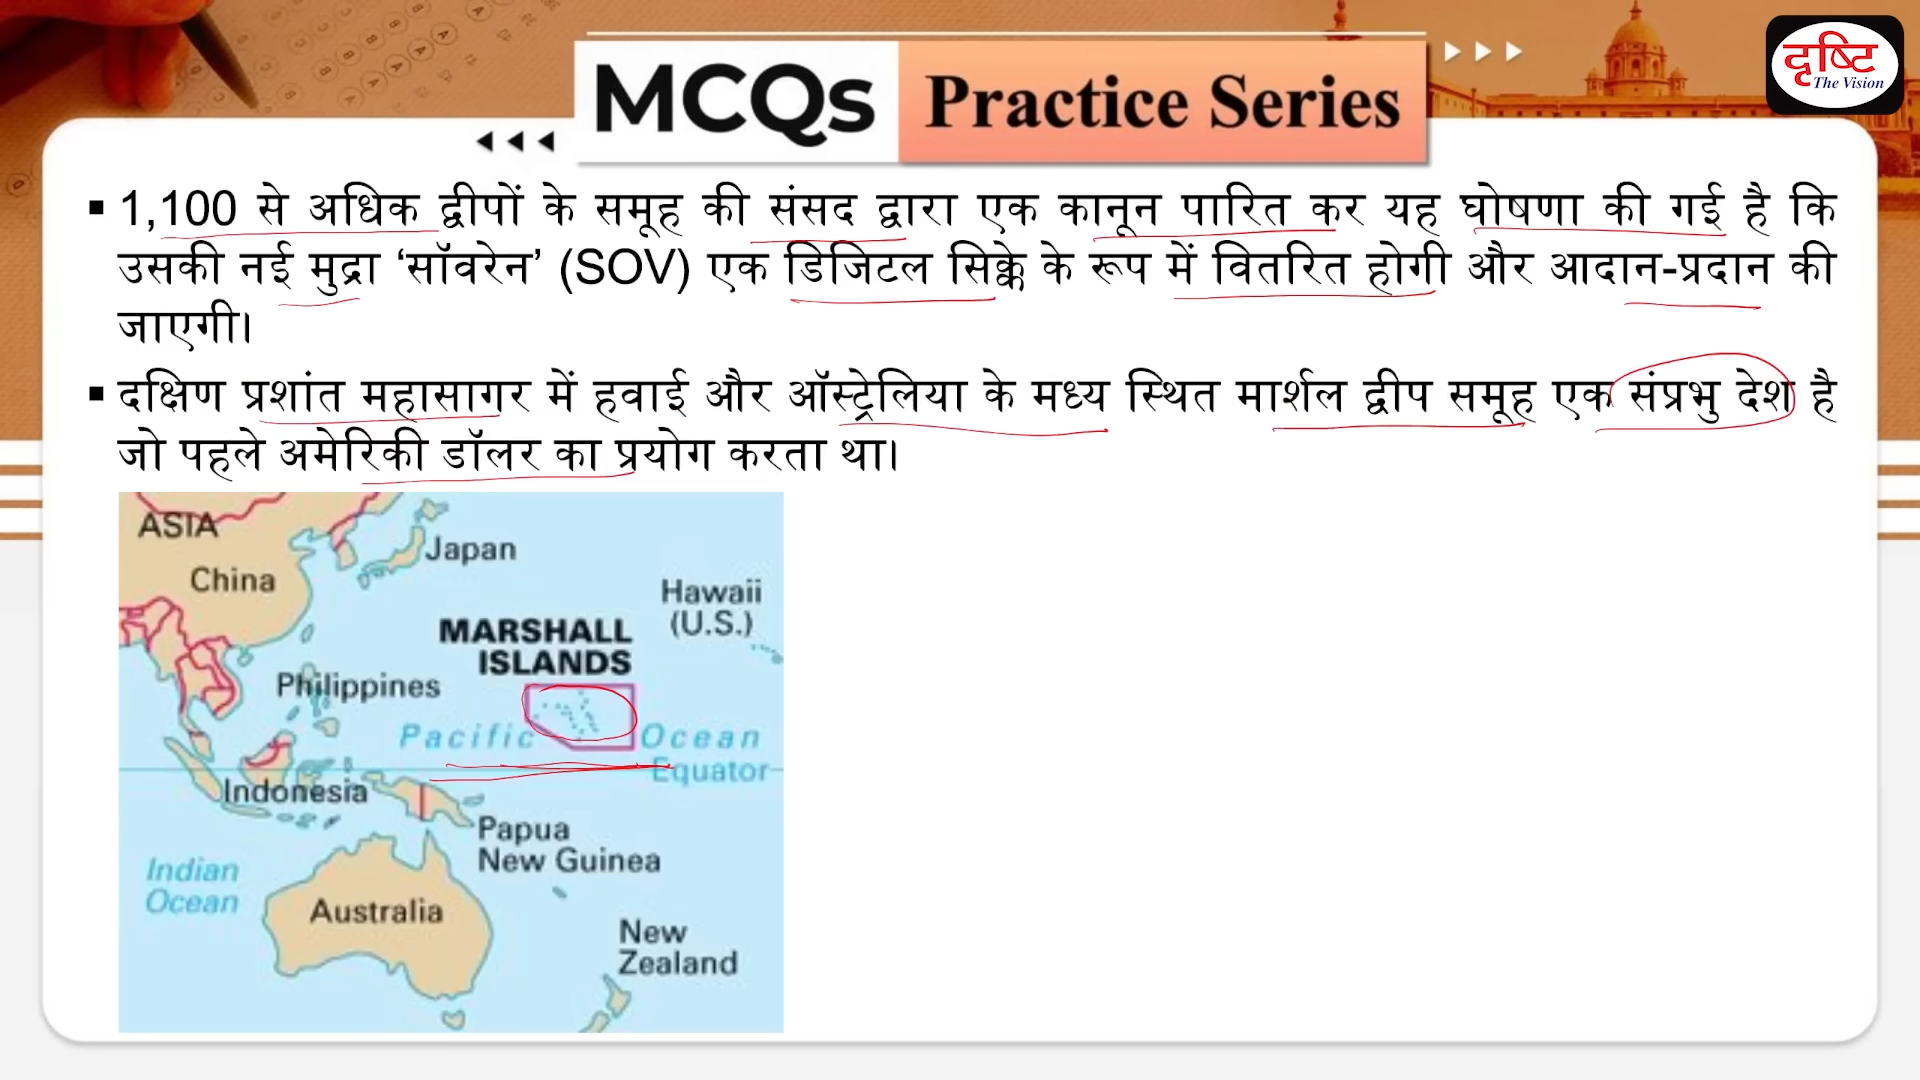 दृष्टि
The Vision
MCQs Practice Series
▪ 1,100 से अधिक द्वीपों के समूह की संसद द्वारा एक कानून पारित कर यह घोषणा की गई है कि
उसकी नई मुद्रा ‘सॉवरेन’ (SOV) एक डिजिटल सिक्के के रूप में वितरित होगी और आदान-प्रदान की
जाएगी।
▪ दक्षिण प्रशांत महासागर में हवाई और ऑस्ट्रेलिया के मध्य स्थित मार्शल द्वीप समूह एक संप्रभु देश है
जो पहले अमेरिकी डॉलर का प्रयोग करता था।
ASIA
Japan
China
Hawaii
(U.S.)
MARSHALL
ISLANDS
Philippines
Pacific Ocean
Equator
Indonesia
Papua
New Guinea
Indian
Ocean
Australia
New
Zealand